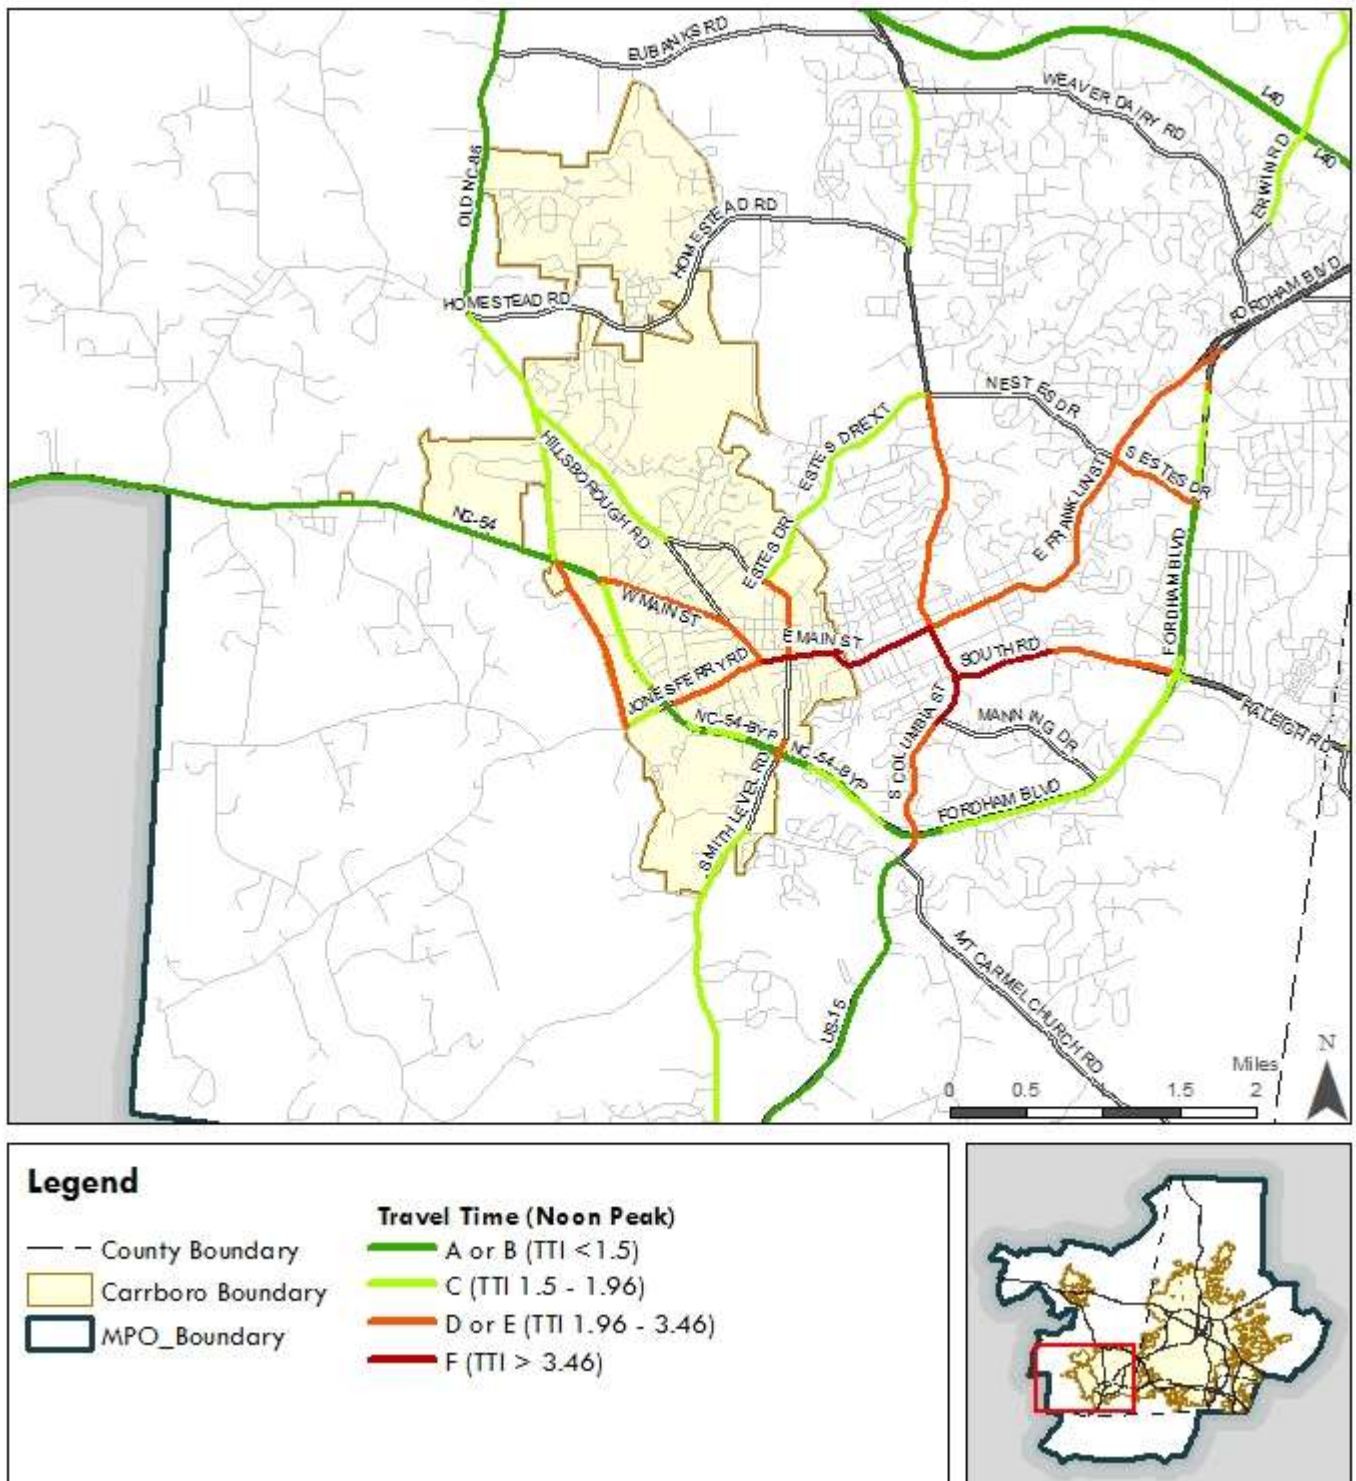 EUBANKS RD
WEAVER DAIRY RD
I-40
I-40
OLD NC-86
ERWIN RD
HOMESTEAD RD
HOMESTEAD RD
FORDHAM BLVD
N ESTES DR
ESTES DR EXT
HILLSBOROUGH RD
S ESTES DR
E FRANKLIN ST
NC-54
ESTES DR
FORDHAM BLVD
W MAIN ST
E MAIN ST
SOUTH RD
JONES FERRY RD
S COLUMBIA ST
MANNING DR
RALEIGH RD
NC-54-BYP
NC-54-BYP
SMITH LEVEL RD
FORDHAM BLVD
MT CARMEL CHURCH RD
US-15
N
Miles
0 0.5 1 1.5 2
Legend
County Boundary
Carrboro Boundary
MPO_Boundary
Travel Time (Noon Peak)
A or B (TTI <1.5)
C (TTI 1.5 - 1.96)
D or E (TTI 1.96 - 3.46)
F (TTI > 3.46)